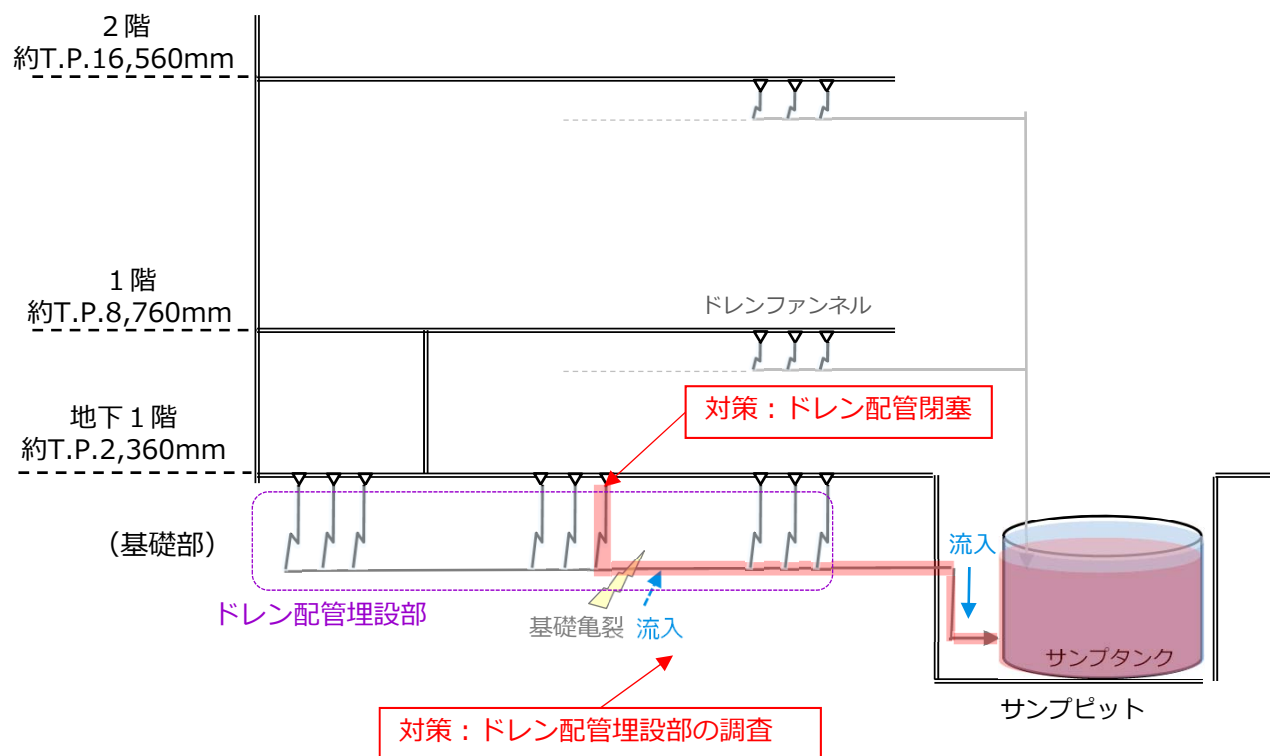 ２階
約T.P.16,560mm
１階
約T.P.8,760mm
ドレンファンネル
対策：ドレン配管閉塞
地下１階
約T.P.2,360mm
（基礎部）
流入
ドレン配管埋設部
基礎亀裂
流入
サンプタンク
サンプピット
対策：ドレン配管埋設部の調査